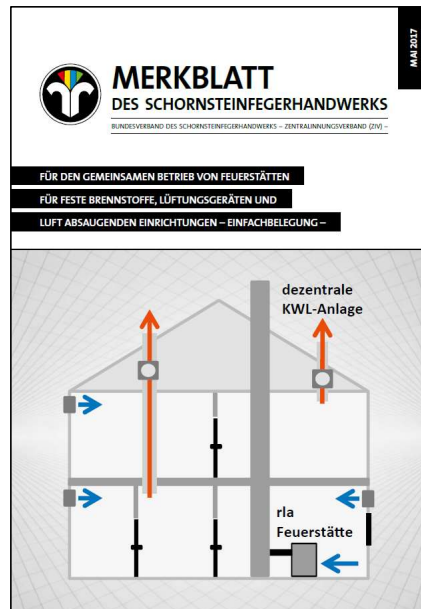 MAI 2017
MERKBLATT
DES SCHORNSTEINFEGERHANDWERKS
BUNDESVERBAND DES SCHORNSTEINFEGERHANDWERKS – ZENTRALINNUNGSVERBAND (ZIV) –
FÜR DEN GEMEINSAMEN BETRIEB VON FEUERSTÄTTEN
FÜR FESTE BRENNSTOFFE, LÜFTUNGSGERÄTEN UND
LUFT ABSAUGENDEN EINRICHTUNGEN – EINFACHBELEGUNG –
dezentrale
KWL-Anlage
rla
Feuerstätte